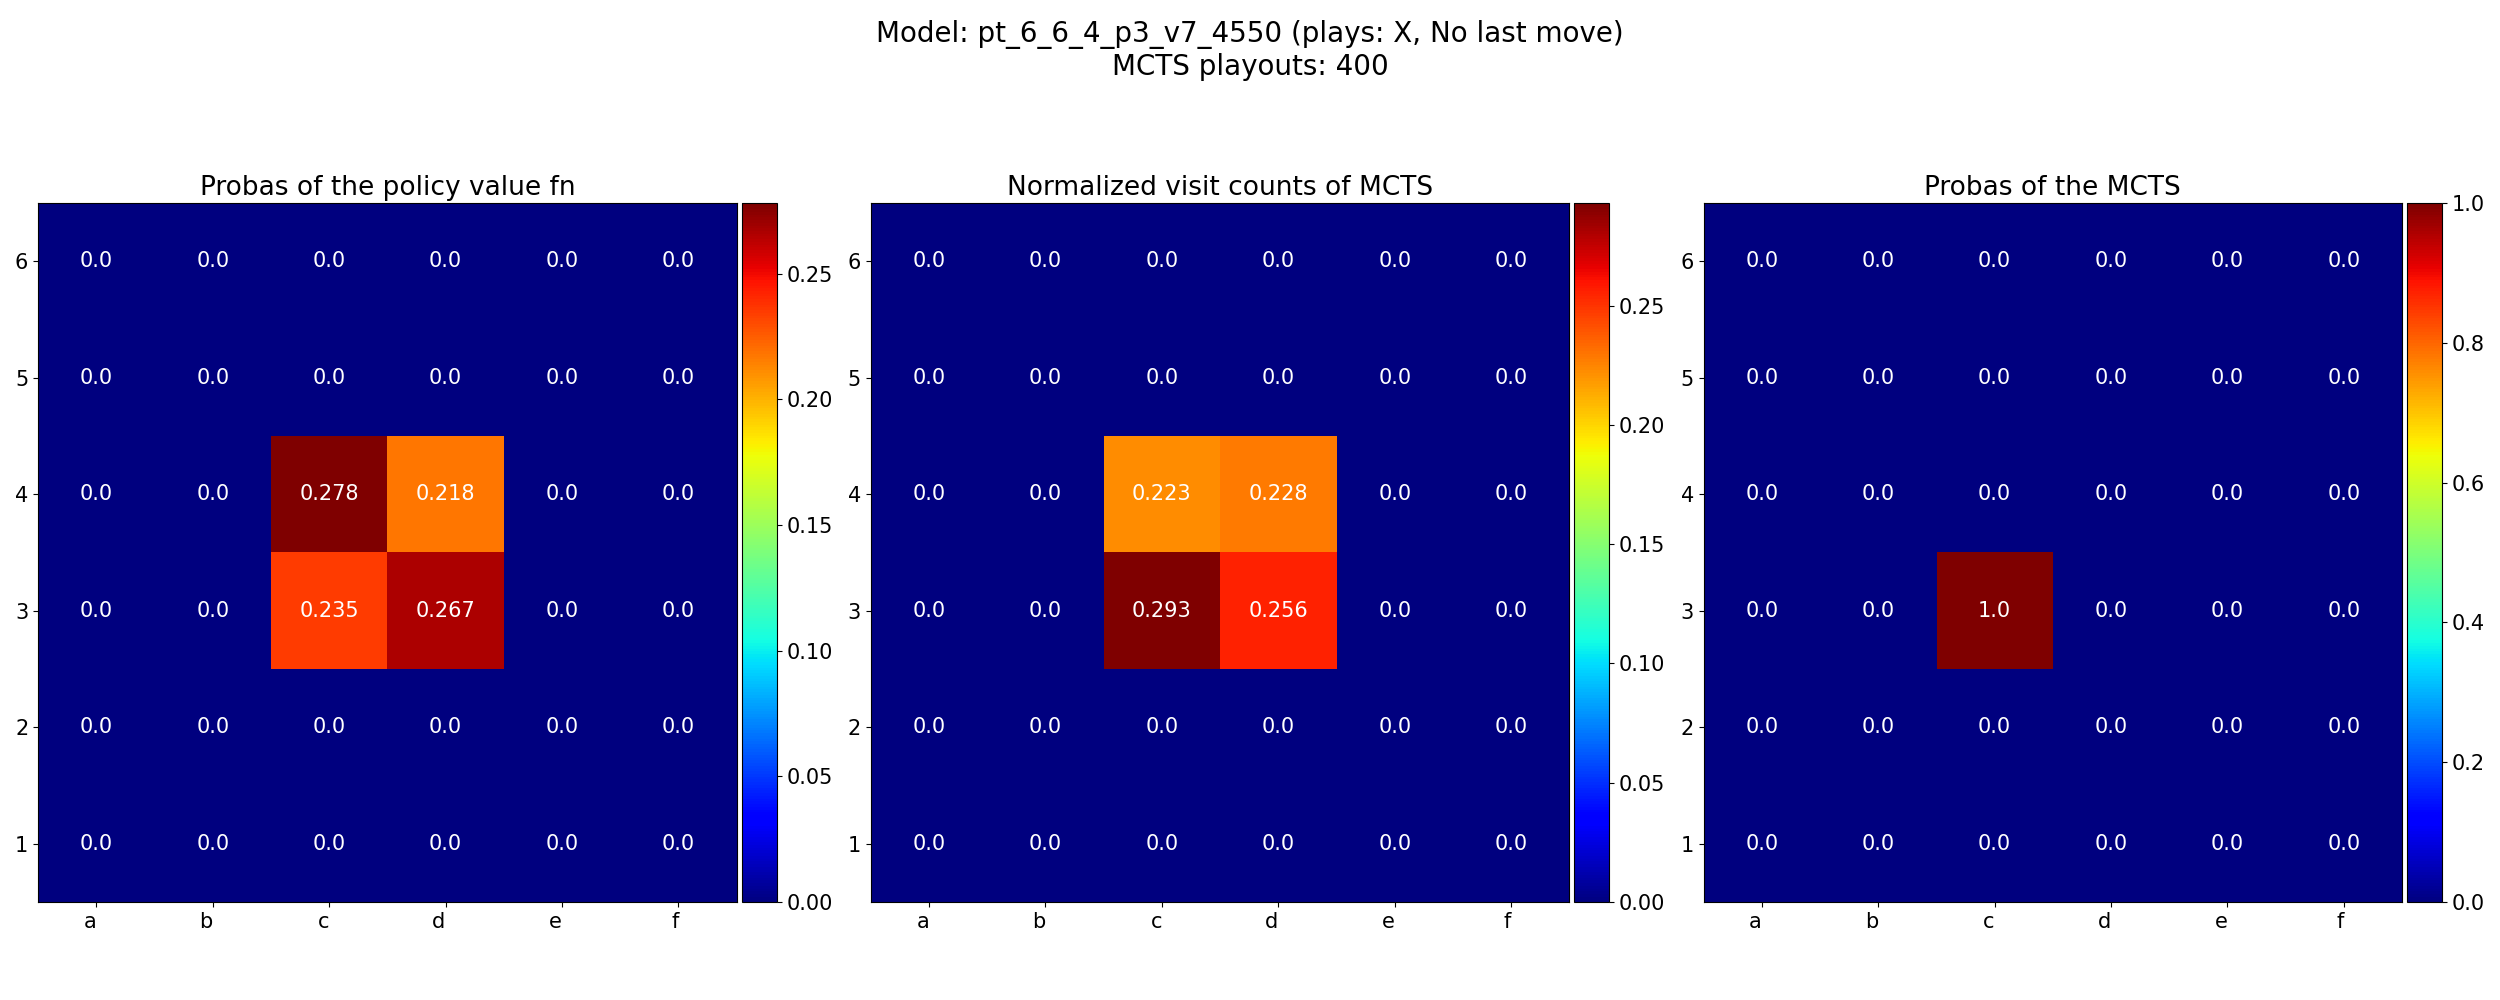 Model: pt_6_6_4_p3_v7_4550 (plays: X, No last move)
MCTS playouts: 400
Probas of the policy value fn
6 0.0 0.0 0.0 0.0 0.0 0.0
5 0.0 0.0 0.0 0.0 0.0 0.0
4 0.0 0.0 0.278 0.218 0.0 0.0
3 0.0 0.0 0.235 0.267 0.0 0.0
2 0.0 0.0 0.0 0.0 0.0 0.0
1 0.0 0.0 0.0 0.0 0.0 0.0
a b c d e f
0.25
0.20
0.15
0.10
0.05
0.00
Normalized visit counts of MCTS
6 0.0 0.0 0.0 0.0 0.0 0.0
5 0.0 0.0 0.0 0.0 0.0 0.0
4 0.0 0.0 0.223 0.228 0.0 0.0
3 0.0 0.0 0.293 0.256 0.0 0.0
2 0.0 0.0 0.0 0.0 0.0 0.0
1 0.0 0.0 0.0 0.0 0.0 0.0
a b c d e f
0.25
0.20
0.15
0.10
0.05
0.00
Probas of the MCTS
6 0.0 0.0 0.0 0.0 0.0 0.0
5 0.0 0.0 0.0 0.0 0.0 0.0
4 0.0 0.0 0.0 0.0 0.0 0.0
3 0.0 0.0 1.0 0.0 0.0 0.0
2 0.0 0.0 0.0 0.0 0.0 0.0
1 0.0 0.0 0.0 0.0 0.0 0.0
a b c d e f
1.0
0.8
0.6
0.4
0.2
0.0